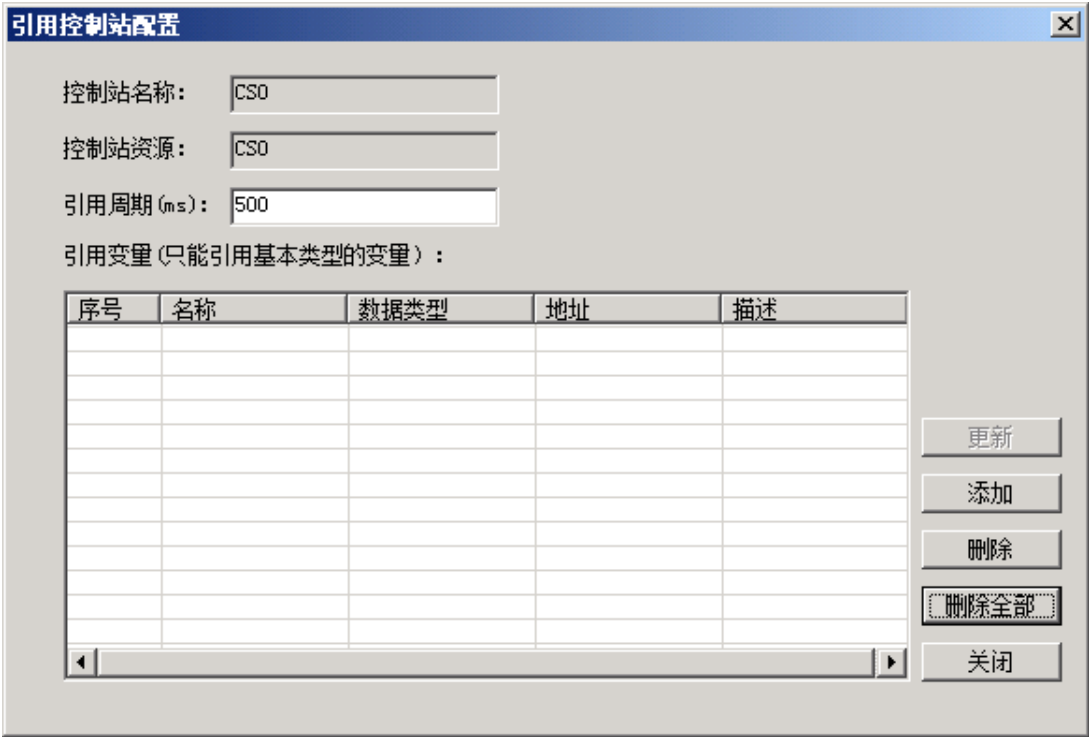 引用控制站配置
控制站名称: CS0
控制站资源: CS0
引用周期(ms): 500
引用变量(只能引用基本类型的变量):
序号 名称 数据类型 地址 描述
更新
添加
删除
删除全部
关闭